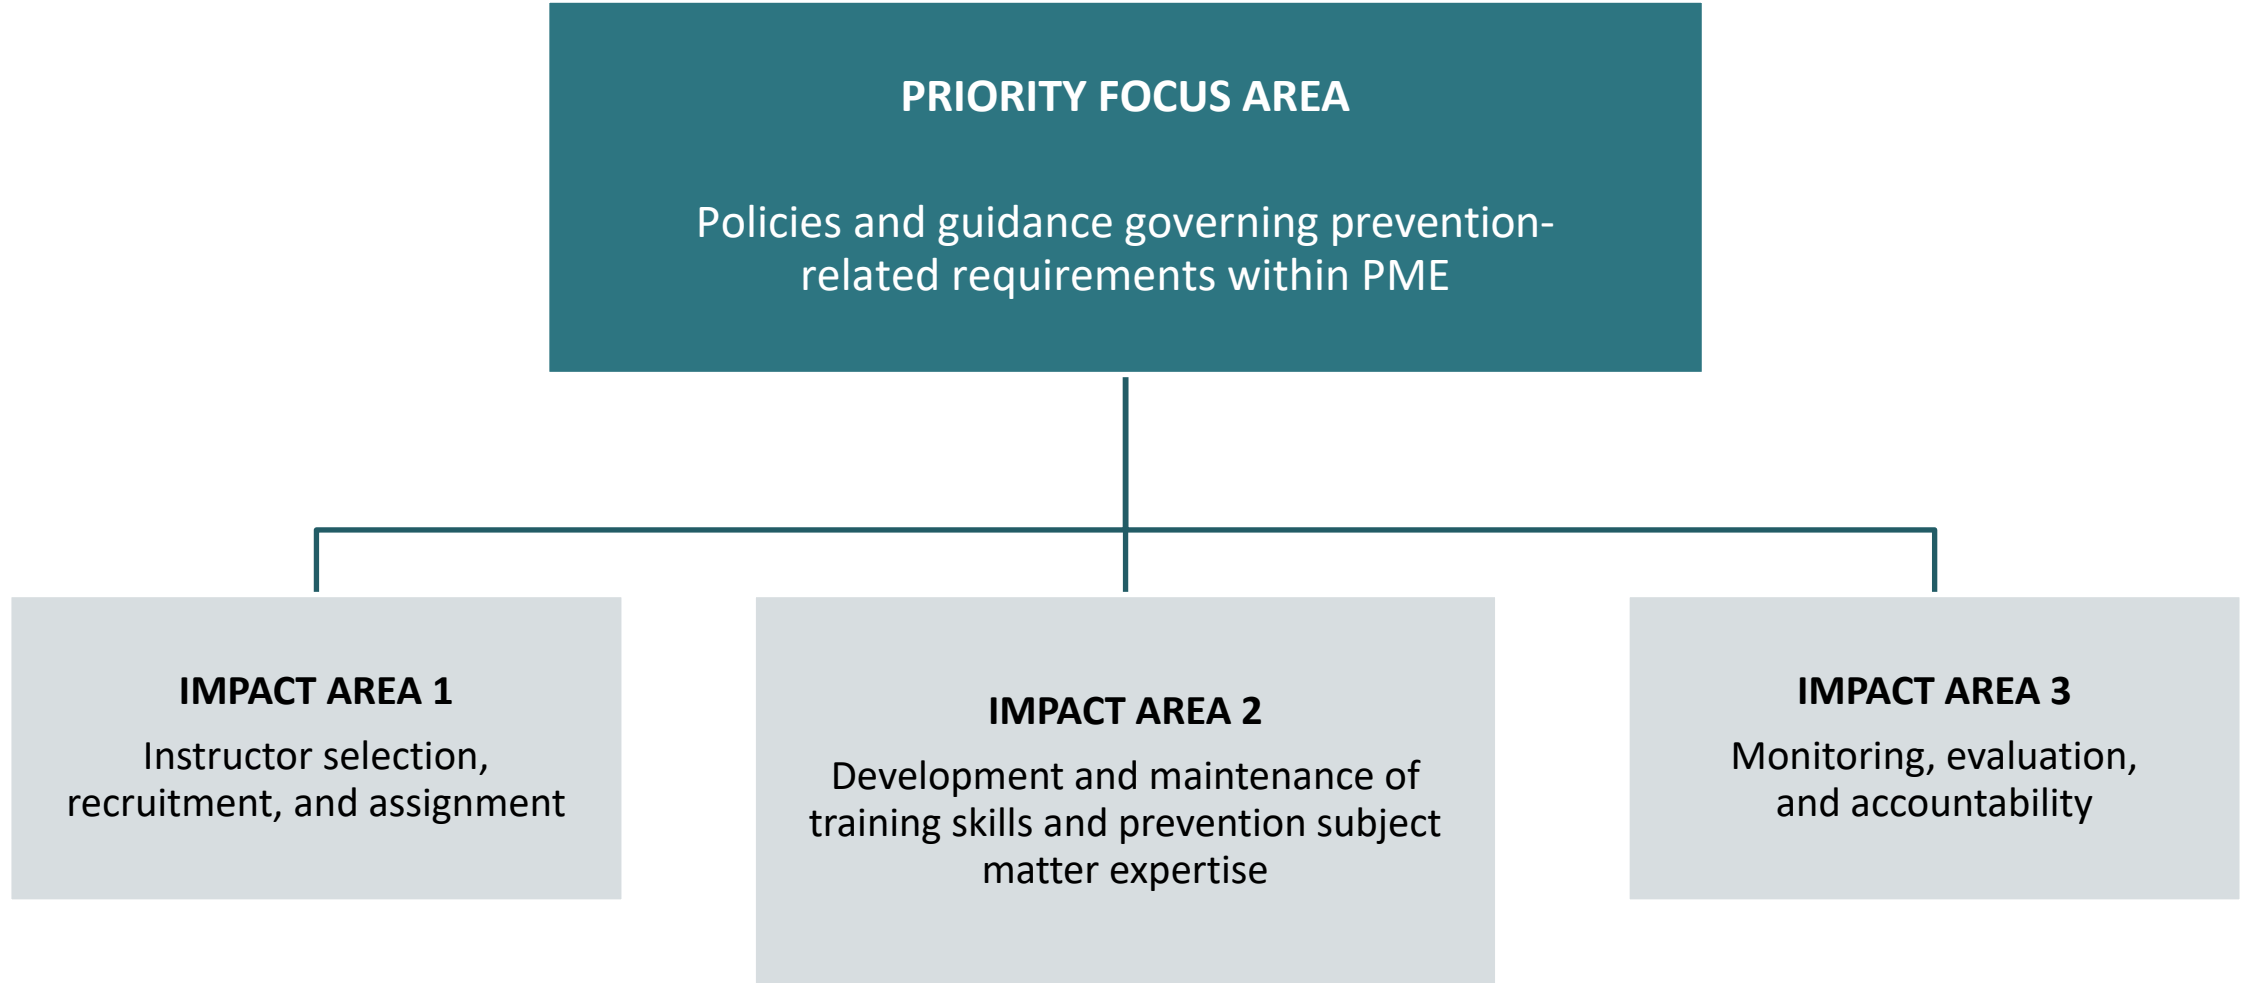 PRIORITY FOCUS AREA
Policies and guidance governing prevention-
related requirements within PME
IMPACT AREA 1
Instructor selection,
recruitment, and assignment
IMPACT AREA 2
Development and maintenance of
training skills and prevention subject
matter expertise
IMPACT AREA 3
Monitoring, evaluation,
and accountability